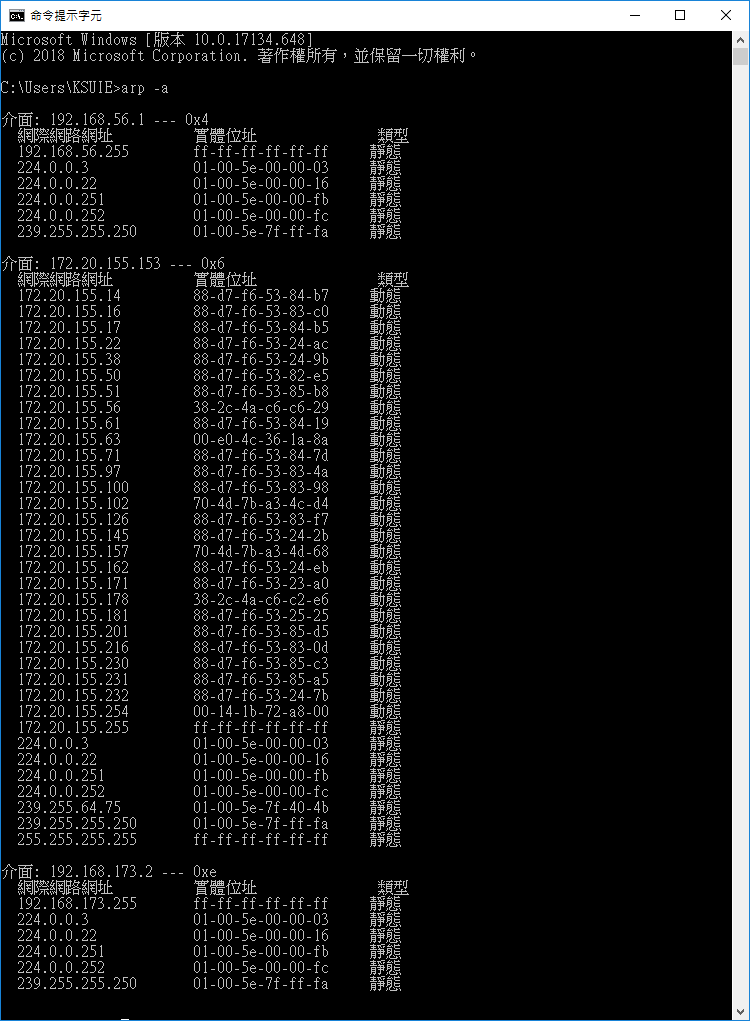 命令提示字元
Microsoft Windows [版本 10.0.17134.648]
(c) 2018 Microsoft Corporation. 著作權所有，並保留一切權利。
C:\Users\KSUIE>arp -a
介面: 192.168.56.1 --- 0x4
網際網路網址 實體位址 類型
192.168.56.255 ff-ff-ff-ff-ff-ff 靜態
224.0.0.3 01-00-5e-00-00-03 靜態
224.0.0.22 01-00-5e-00-00-16 靜態
224.0.0.251 01-00-5e-00-00-fb 靜態
224.0.0.252 01-00-5e-00-00-fc 靜態
239.255.255.250 01-00-5e-7f-ff-fa 靜態
介面: 172.20.155.153 --- 0x6
網際網路網址 實體位址 類型
172.20.155.14 88-d7-f6-53-84-b7 動態
172.20.155.16 88-d7-f6-53-83-c0 動態
172.20.155.17 88-d7-f6-53-84-b5 動態
172.20.155.22 88-d7-f6-53-24-ac 動態
172.20.155.38 88-d7-f6-53-24-9b 動態
172.20.155.50 88-d7-f6-53-82-e5 動態
172.20.155.51 88-d7-f6-53-85-b8 動態
172.20.155.56 38-2c-4a-c6-c6-29 動態
172.20.155.61 88-d7-f6-53-84-19 動態
172.20.155.63 00-e0-4c-36-1a-8a 動態
172.20.155.71 88-d7-f6-53-84-7d 動態
172.20.155.97 88-d7-f6-53-83-4a 動態
172.20.155.100 88-d7-f6-53-83-98 動態
172.20.155.102 70-4d-7b-a3-4c-d4 動態
172.20.155.126 88-d7-f6-53-83-f7 動態
172.20.155.145 88-d7-f6-53-24-2b 動態
172.20.155.157 70-4d-7b-a3-4d-68 動態
172.20.155.162 88-d7-f6-53-24-eb 動態
172.20.155.171 88-d7-f6-53-23-a0 動態
172.20.155.178 38-2c-4a-c6-c2-e6 動態
172.20.155.181 88-d7-f6-53-25-25 動態
172.20.155.201 88-d7-f6-53-85-d5 動態
172.20.155.216 88-d7-f6-53-83-0d 動態
172.20.155.230 88-d7-f6-53-85-c3 動態
172.20.155.231 88-d7-f6-53-85-a5 動態
172.20.155.232 88-d7-f6-53-24-7b 動態
172.20.155.254 00-14-1b-72-a8-00 動態
172.20.155.255 ff-ff-ff-ff-ff-ff 靜態
224.0.0.3 01-00-5e-00-00-03 靜態
224.0.0.22 01-00-5e-00-00-16 靜態
224.0.0.251 01-00-5e-00-00-fb 靜態
224.0.0.252 01-00-5e-00-00-fc 靜態
239.255.64.75 01-00-5e-7f-40-4b 靜態
239.255.255.250 01-00-5e-7f-ff-fa 靜態
255.255.255.255 ff-ff-ff-ff-ff-ff 靜態
介面: 192.168.173.2 --- 0xe
網際網路網址 實體位址 類型
192.168.173.255 ff-ff-ff-ff-ff-ff 靜態
224.0.0.3 01-00-5e-00-00-03 靜態
224.0.0.22 01-00-5e-00-00-16 靜態
224.0.0.251 01-00-5e-00-00-fb 靜態
224.0.0.252 01-00-5e-00-00-fc 靜態
239.255.255.250 01-00-5e-7f-ff-fa 靜態